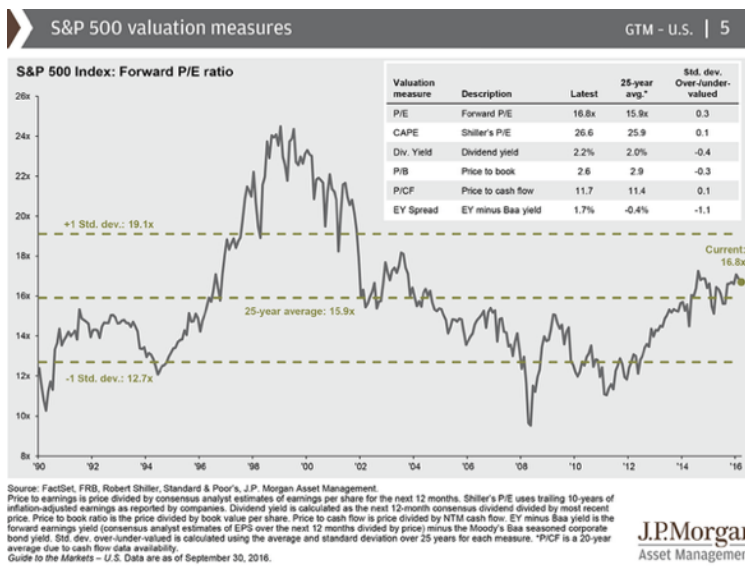 S&P 500 valuation measures
GTM – U.S. | 5
S&P 500 Index: Forward P/E ratio
Valuation measure Description Latest 25-year avg.* Std. dev. Over-/under-valued
P/E Forward P/E 16.8x 15.9x 0.3
CAPE Shiller's P/E 26.6 25.9 0.1
Div. Yield Dividend yield 2.2% 2.0% -0.4
P/B Price to book 2.6 2.9 -0.3
P/CF Price to cash flow 11.7 11.4 0.1
EY Spread EY minus Baa yield 1.7% -0.4% -1.1
28x
26x
24x
22x
20x
18x
16x
14x
12x
10x
8x
+1 Std. dev.: 19.1x
Current:
16.8x
25-year average: 15.9x
-1 Std. dev.: 12.7x
'90 '92 '94 '96 '98 '00 '02 '04 '06 '08 '10 '12 '14 '16
Source: FactSet, FRB, Robert Shiller, Standard & Poor's, J.P. Morgan Asset Management.
Price to earnings is price divided by consensus analyst estimates of earnings per share for the next 12 months. Shiller's P/E uses trailing 10-years of
inflation-adjusted earnings as reported by companies. Dividend yield is calculated as the next 12-month consensus dividend divided by most recent
price. Price to book ratio is the price divided by book value per share. Price to cash flow is price divided by NTM cash flow. EY minus Baa yield is the
forward earnings yield (consensus analyst estimates of EPS over the next 12 months divided by price) minus the Moody's Baa seasoned corporate
bond yield. Std. dev. over-/under-valued is calculated using the average and standard deviation over 25 years for each measure. *P/CF is a 20-year
average due to cash flow data availability.
Guide to the Markets – U.S. Data are as of September 30, 2016.
J.P.Morgan
Asset Management